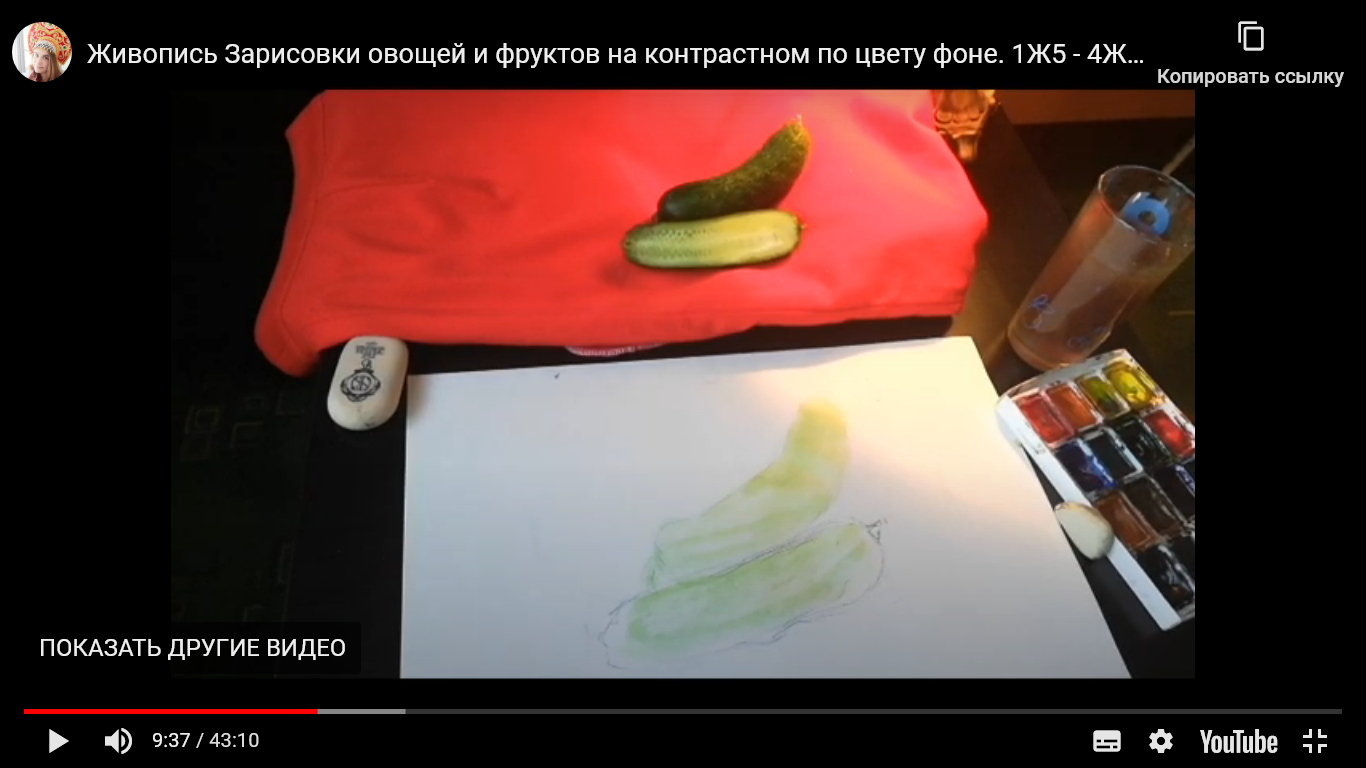 Живопись Зарисовки овощей и фруктов на контрастном по цвету фоне. 1Ж5 - 4Ж…
Копировать ссылку
ПОКАЗАТЬ ДРУГИЕ ВИДЕО
9:37 / 43:10
YouTube